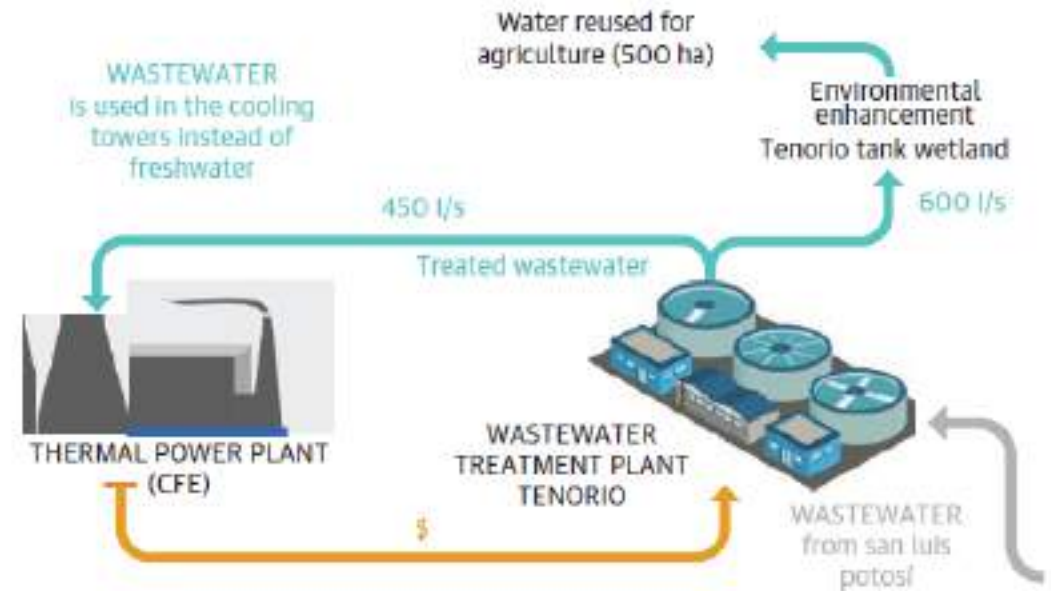 Water reused for
agriculture (500 ha)
WASTEWATER
is used in the cooling
towers instead of
freshwater
Environmental
enhancement
Tenorio tank wetland
450 l/s
600 l/s
Treated wastewater
THERMAL POWER PLANT
(CFE)
WASTEWATER
TREATMENT PLANT
TENORIO
$
WASTEWATER
from san luis
potosí